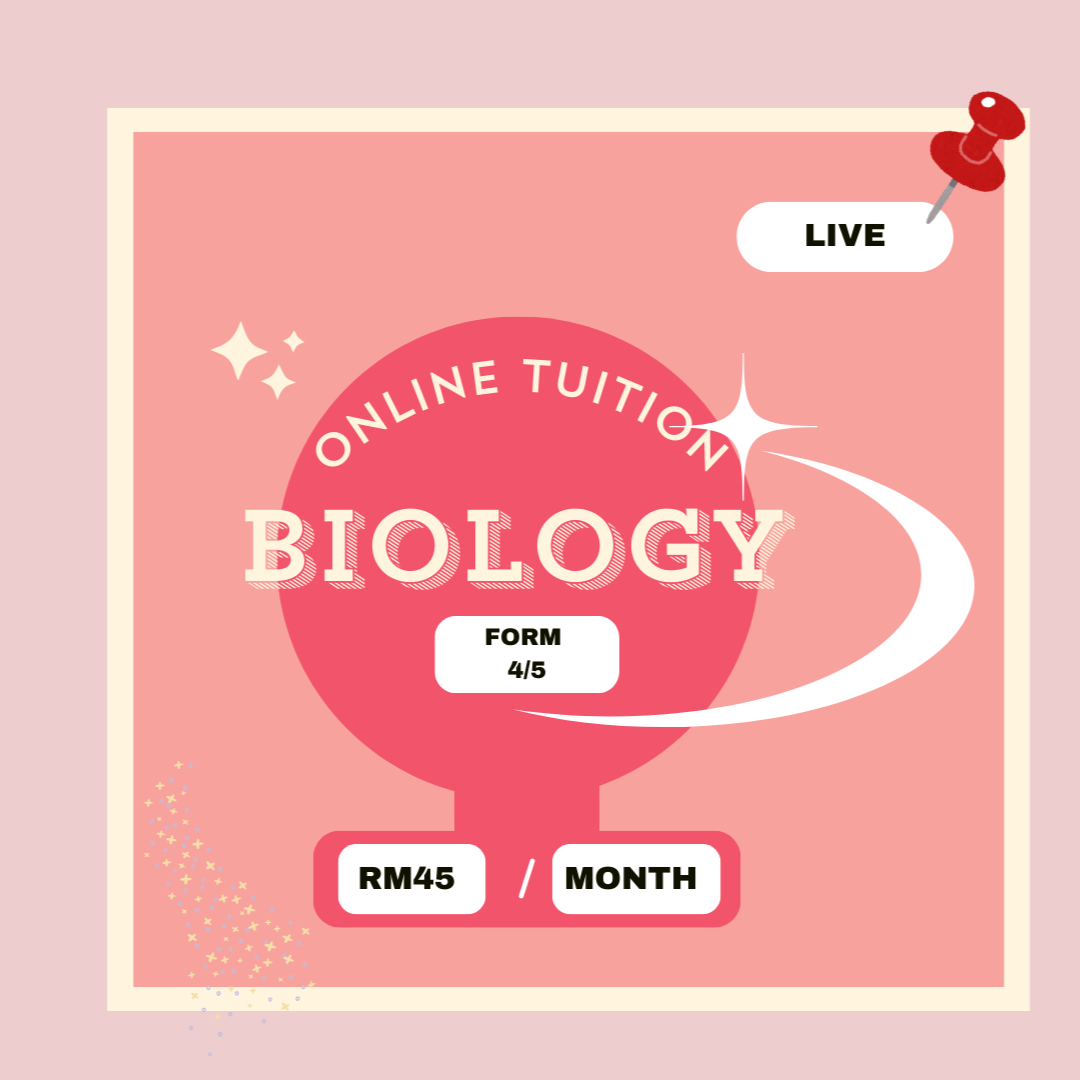 LIVE
ONLINE TUITION
BIOLOGY
FORM
4/5
RM45 / MONTH